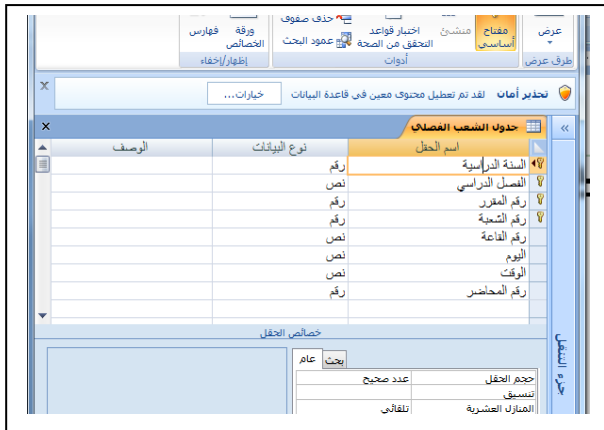 عرض
مفتاح أساسي
منشئ
اختبار قواعد التحقق من الصحة
حذف صفوف
عمود البحث
ورقة الخصائص
فهارس
طرق عرض
أدوات
إظهار/إخفاء
تحذير أمان لقد تم تعطيل محتوى معين في قاعدة البيانات خيارات...
جدول الشعب الفصلي
اسم الحقل نوع البيانات الوصف
السنة الدراسية رقم
الفصل الدراسي نص
رقم المقرر رقم
رقم الشعبة رقم
رقم القاعة نص
اليوم نص
الوقت نص
رقم المحاضر رقم
خصائص الحقل
جزء التنقل
عام بحث
حجم الحقل عدد صحيح
تنسيق
المنازل العشرية تلقائي